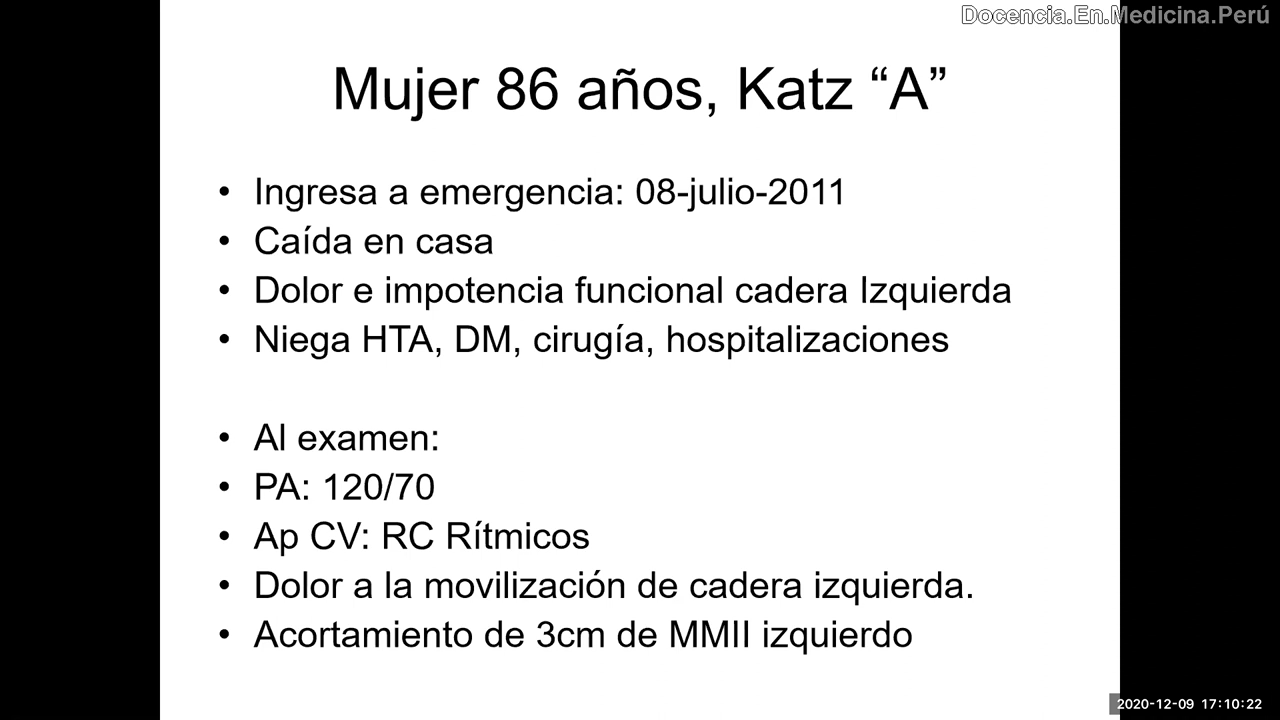 Docencia.En.Medicina.Perú
Mujer 86 años, Katz “A”
• Ingresa a emergencia: 08-julio-2011
• Caída en casa
• Dolor e impotencia funcional cadera Izquierda
• Niega HTA, DM, cirugía, hospitalizaciones
• Al examen:
• PA: 120/70
• Ap CV: RC Rítmicos
• Dolor a la movilización de cadera izquierda.
• Acortamiento de 3cm de MMII izquierdo
2020-12-09 17:10:22